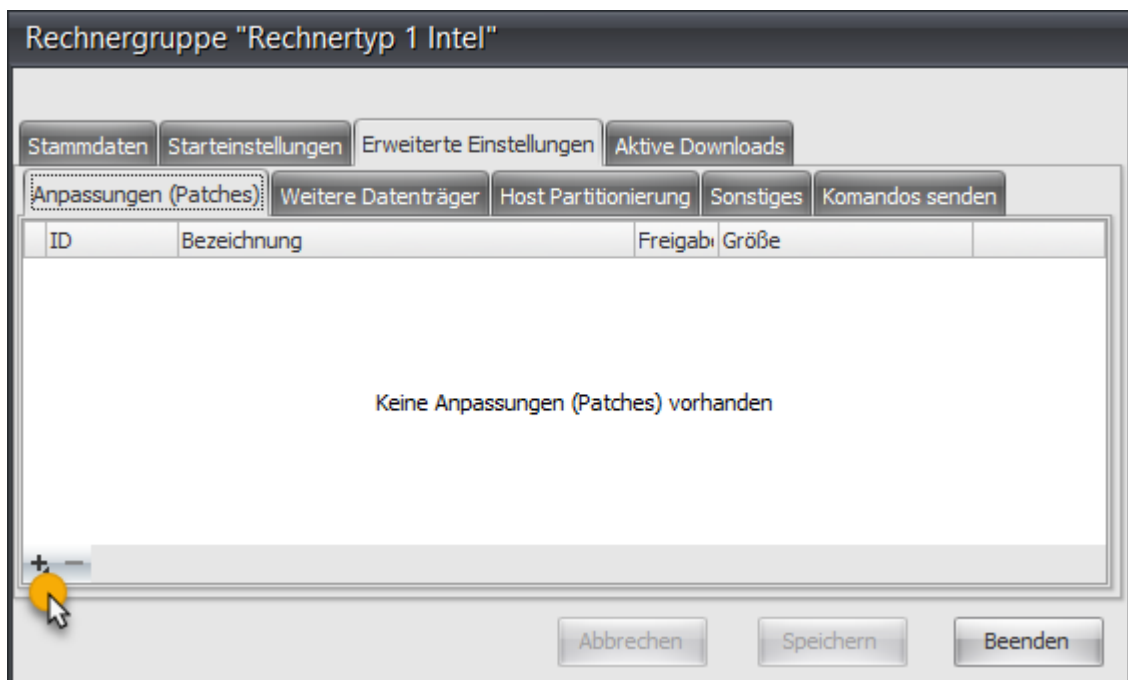 Rechnergruppe "Rechnertyp 1 Intel"
Stammdaten Starteinstellungen Erweiterte Einstellungen Aktive Downloads
Anpassungen (Patches) Weitere Datenträger Host Partitionierung Sonstiges Komandos senden
ID Bezeichnung Freigab Größe
Keine Anpassungen (Patches) vorhanden
Abbrechen Speichern Beenden